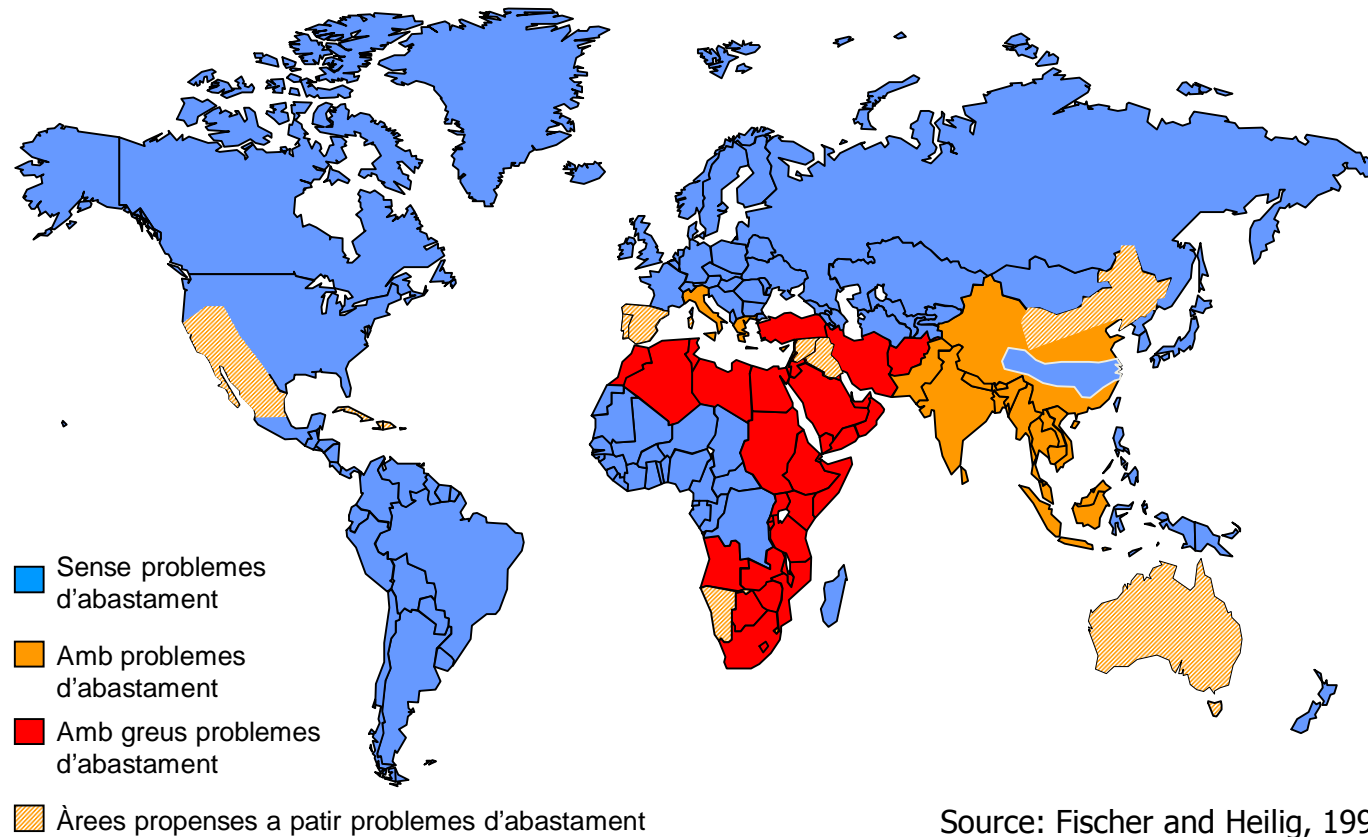 Sense problemes
d'abastament
Amb problemes
d'abastament
Amb greus problemes
d'abastament
Àrees propenses a patir problemes d'abastament
Source: Fischer and Heilig, 199